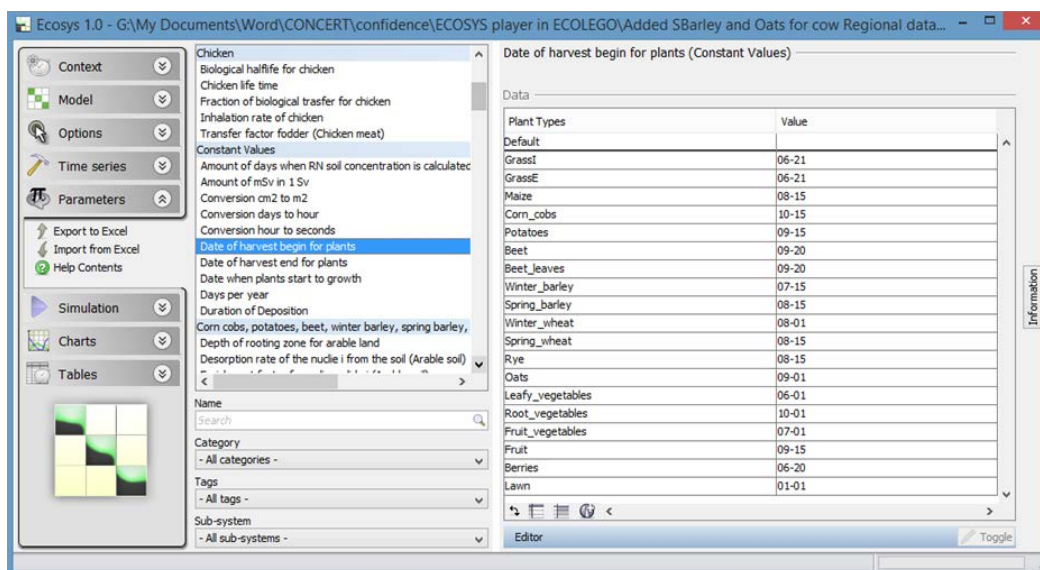 Ecosys 1.0 - G:\My Documents\Word\CONCERT\confidence\ECOSYS player in ECOLEGO\Added SBarley and Oats for cow Regional data...
Context
Model
Options
Time series
Parameters
Export to Excel
Import from Excel
Help Contents
Simulation
Charts
Tables
Chicken
Biological halflife for chicken
Chicken life time
Fraction of biological trasfer for chicken
Inhalation rate of chicken
Transfer factor fodder (Chicken meat)
Constant Values
Amount of days when RN soil concentration is calculated
Amount of mSv in 1 Sv
Conversion cm2 to m2
Conversion days to hour
Conversion hour to seconds
Date of harvest begin for plants
Date of harvest end for plants
Date when plants start to growth
Days per year
Duration of Deposition
Corn cobs, potatoes, beet, winter barley, spring barley,
Depth of rooting zone for arable land
Desorption rate of the nuclie i from the soil (Arable soil)
Name
Search
Category
- All categories -
Tags
- All tags -
Sub-system
- All sub-systems -
Date of harvest begin for plants (Constant Values)
Data
Plant Types Value
Default
GrassI 06-21
GrassE 06-21
Maize 08-15
Corn_cobs 10-15
Potatoes 09-15
Beet 09-20
Beet_leaves 09-20
Winter_barley 07-15
Spring_barley 08-15
Winter_wheat 08-01
Spring_wheat 08-15
Rye 08-15
Oats 09-01
Leafy_vegetables 06-01
Root_vegetables 10-01
Fruit_vegetables 07-01
Fruit 09-15
Berries 06-20
Lawn 01-01
Editor
Toggle
Information